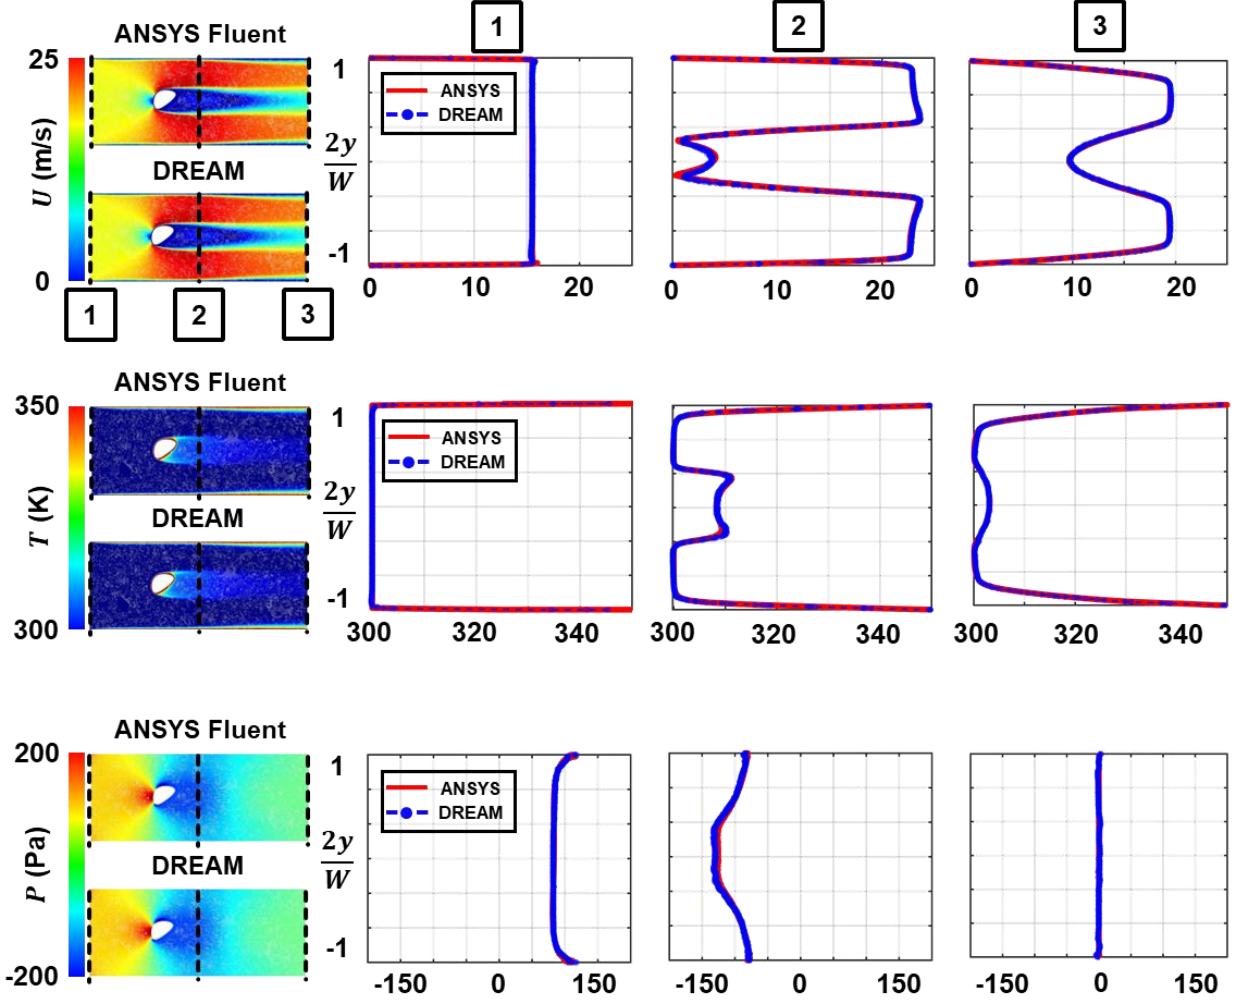 1
2
3
ANSYS Fluent
25
U (m/s)
0
DREAM
1
2
3
1
2y
W
-1
ANSYS
DREAM
0
10
20
0
10
20
0
10
20
ANSYS Fluent
350
T (K)
300
DREAM
1
2y
W
-1
ANSYS
DREAM
300
320
340
300
320
340
300
320
340
ANSYS Fluent
200
P (Pa)
-200
DREAM
1
2y
W
-1
ANSYS
DREAM
-150
0
150
-150
0
150
-150
0
150